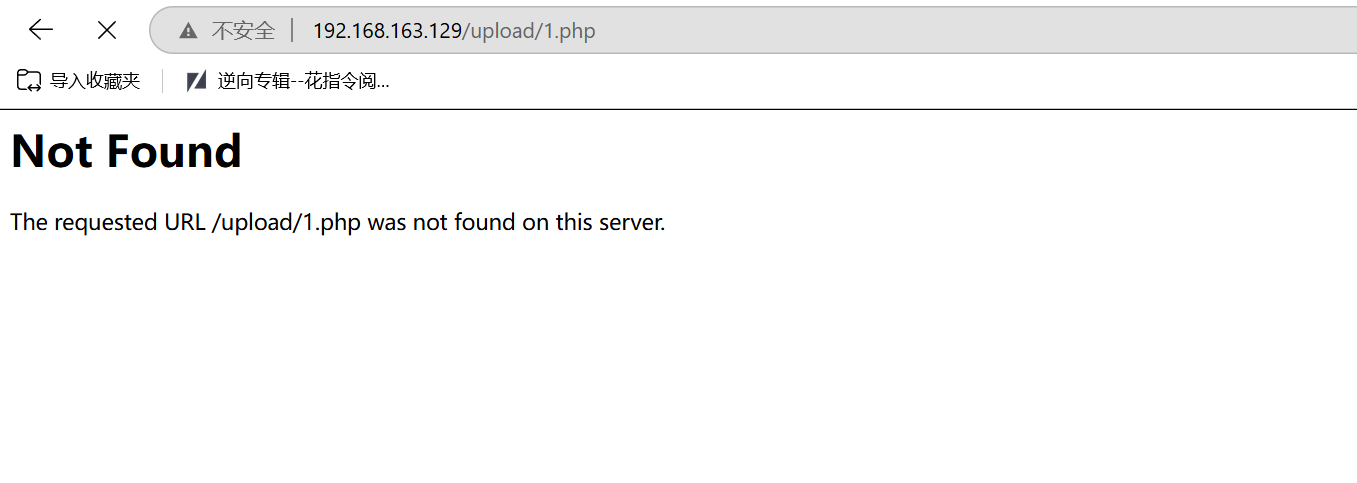 不安全 192.168.163.129/upload/1.php
导入收藏夹 逆向专辑--花指令阅...
Not Found
The requested URL /upload/1.php was not found on this server.